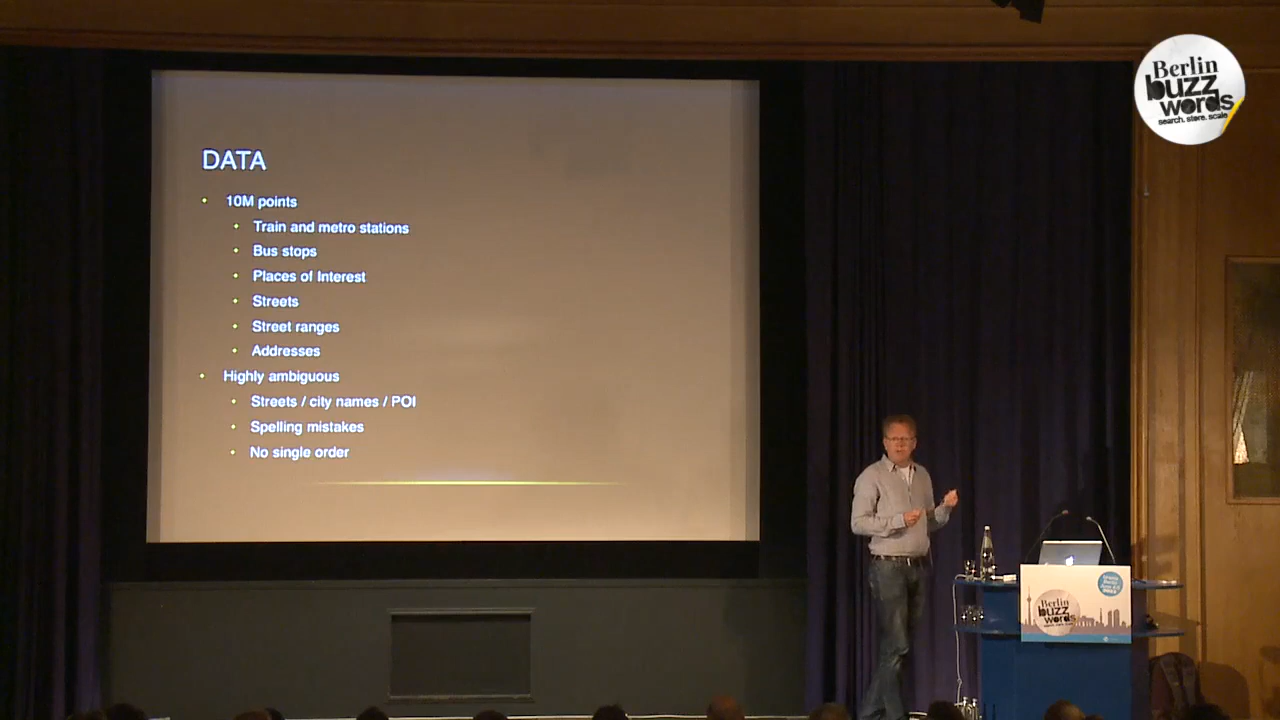 DATA
10M points
Train and metro stations
Bus stops
Places of Interest
Streets
Street ranges
Addresses
Highly ambiguous
Streets / city names / POI
Spelling mistakes
No single order
Berlin
buzz
words
search. store. scale
Berlin
buzz
words